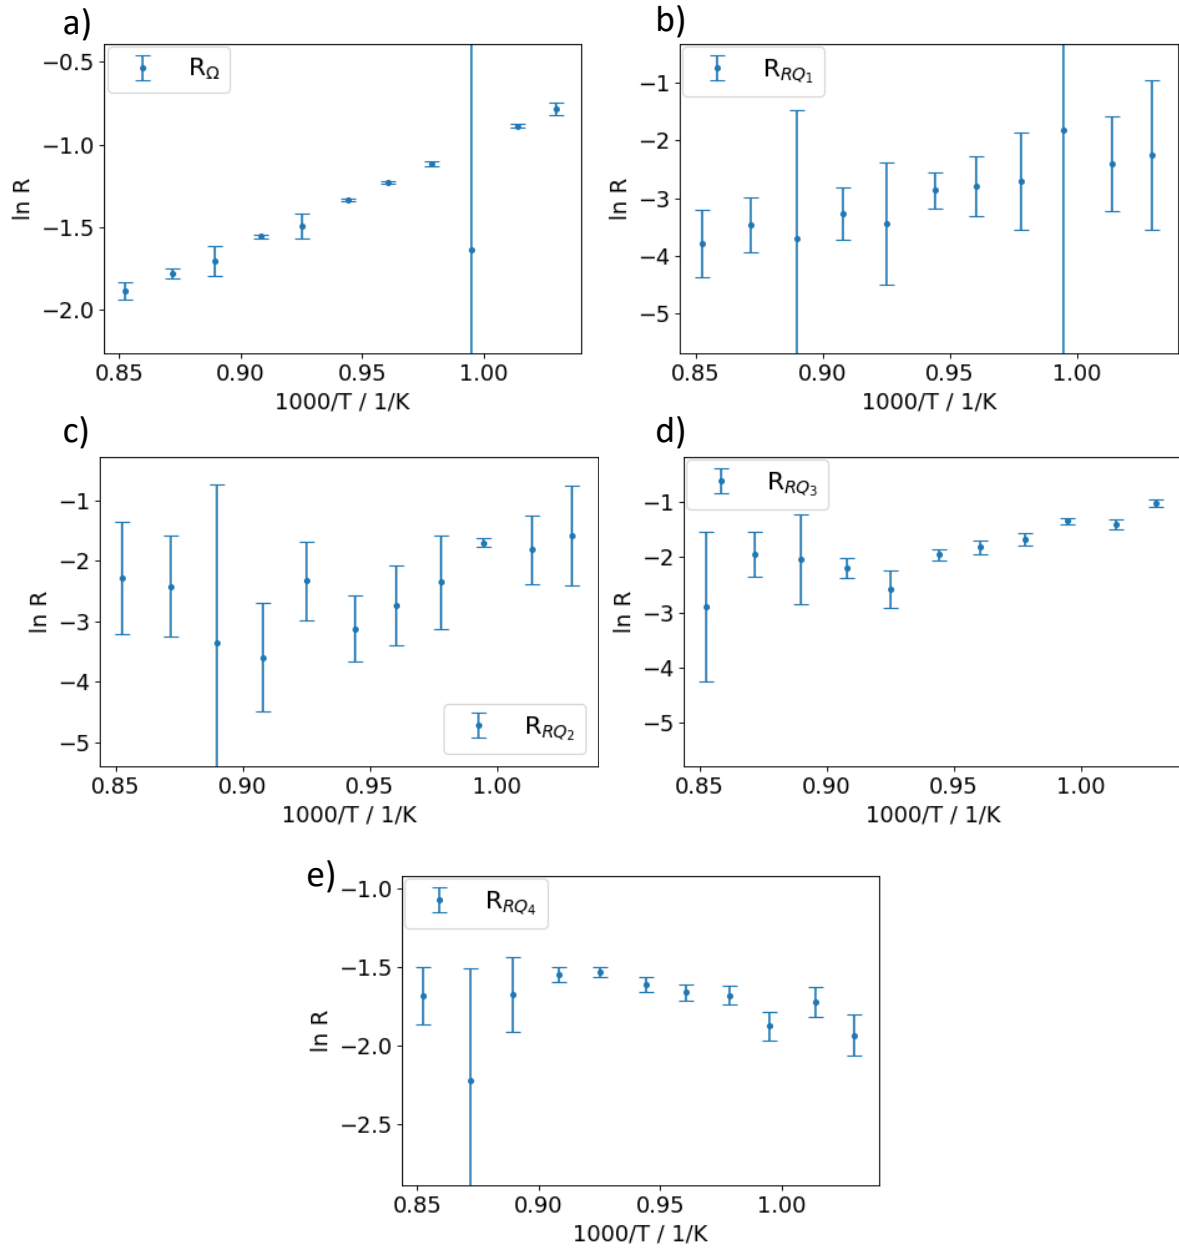 a)
R_Ω
−0.5
−1.0
−1.5
−2.0
ln R
0.85 0.90 0.95 1.00
1000/T / 1/K
b)
R_RQ₁
−1
−2
−3
−4
−5
ln R
0.85 0.90 0.95 1.00
1000/T / 1/K
c)
−1
−2
−3
−4
−5
ln R
R_RQ₂
0.85 0.90 0.95 1.00
1000/T / 1/K
d)
R_RQ₃
−1
−2
−3
−4
−5
ln R
0.85 0.90 0.95 1.00
1000/T / 1/K
e)
R_RQ₄
−1.0
−1.5
−2.0
−2.5
ln R
0.85 0.90 0.95 1.00
1000/T / 1/K